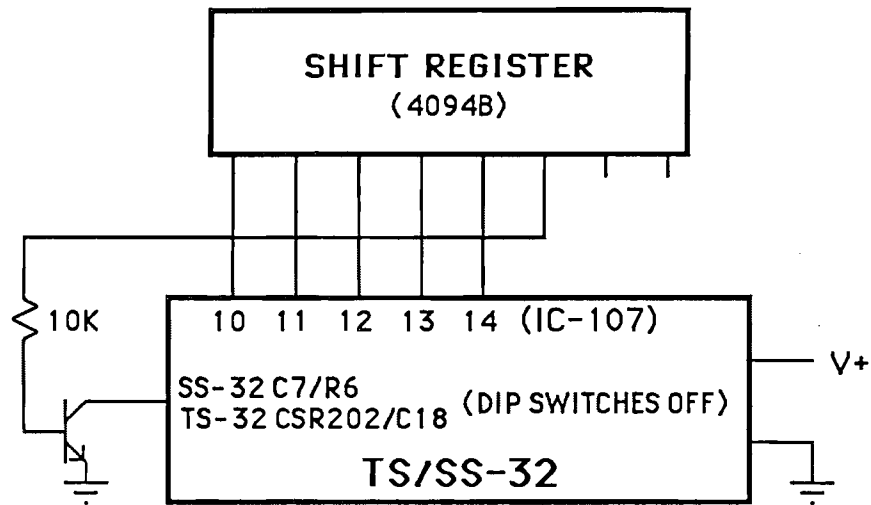 SHIFT REGISTER
(4094B)
10K
10 11 12 13 14 (IC-107)
V+
SS-32 C7/R6
TS-32 CSR202/C18 (DIP SWITCHES OFF)
TS/SS-32